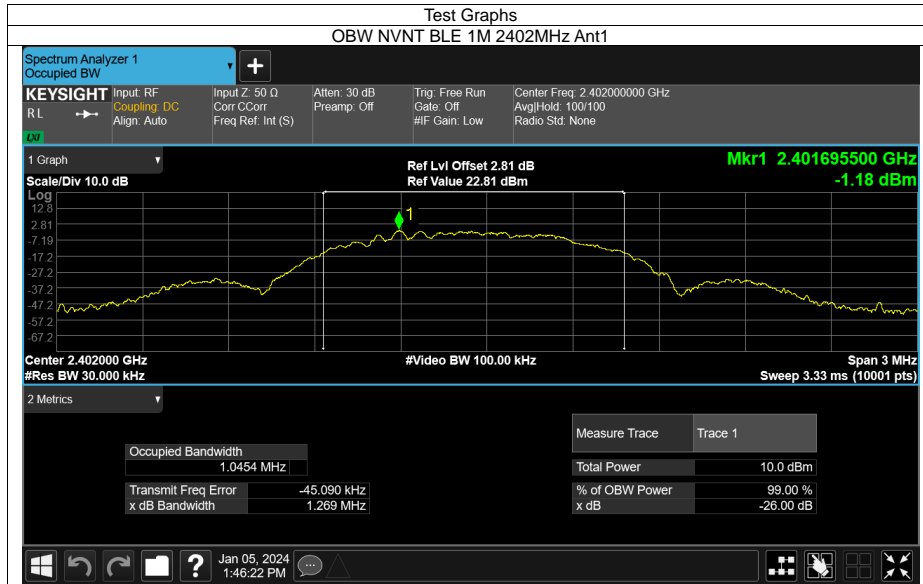 Test Graphs
OBW NVNT BLE 1M 2402MHz Ant1
Spectrum Analyzer 1
Occupied BW
KEYSIGHT
R L
LXI
Input: RF
Coupling: DC
Align: Auto
Input Z: 50 Ω
Corr CCorr
Freq Ref: Int (S)
Atten: 30 dB
Preamp: Off
Trig: Free Run
Gate: Off
#IF Gain: Low
Center Freq: 2.402000000 GHz
Avg|Hold: 100/100
Radio Std: None
1 Graph
Scale/Div 10.0 dB
Ref Lvl Offset 2.81 dB
Ref Value 22.81 dBm
Mkr1 2.401695500 GHz
-1.18 dBm
Log
12.8
2.81
-7.19
-17.2
-27.2
-37.2
-47.2
-57.2
-67.2
1
Center 2.402000 GHz
#Res BW 30.000 kHz
#Video BW 100.00 kHz
Span 3 MHz
Sweep 3.33 ms (10001 pts)
2 Metrics
Occupied Bandwidth
1.0454 MHz
Transmit Freq Error -45.090 kHz
x dB Bandwidth 1.269 MHz
Measure Trace Trace 1
Total Power 10.0 dBm
% of OBW Power 99.00 %
x dB -26.00 dB
?
Jan 05, 2024
1:46:22 PM